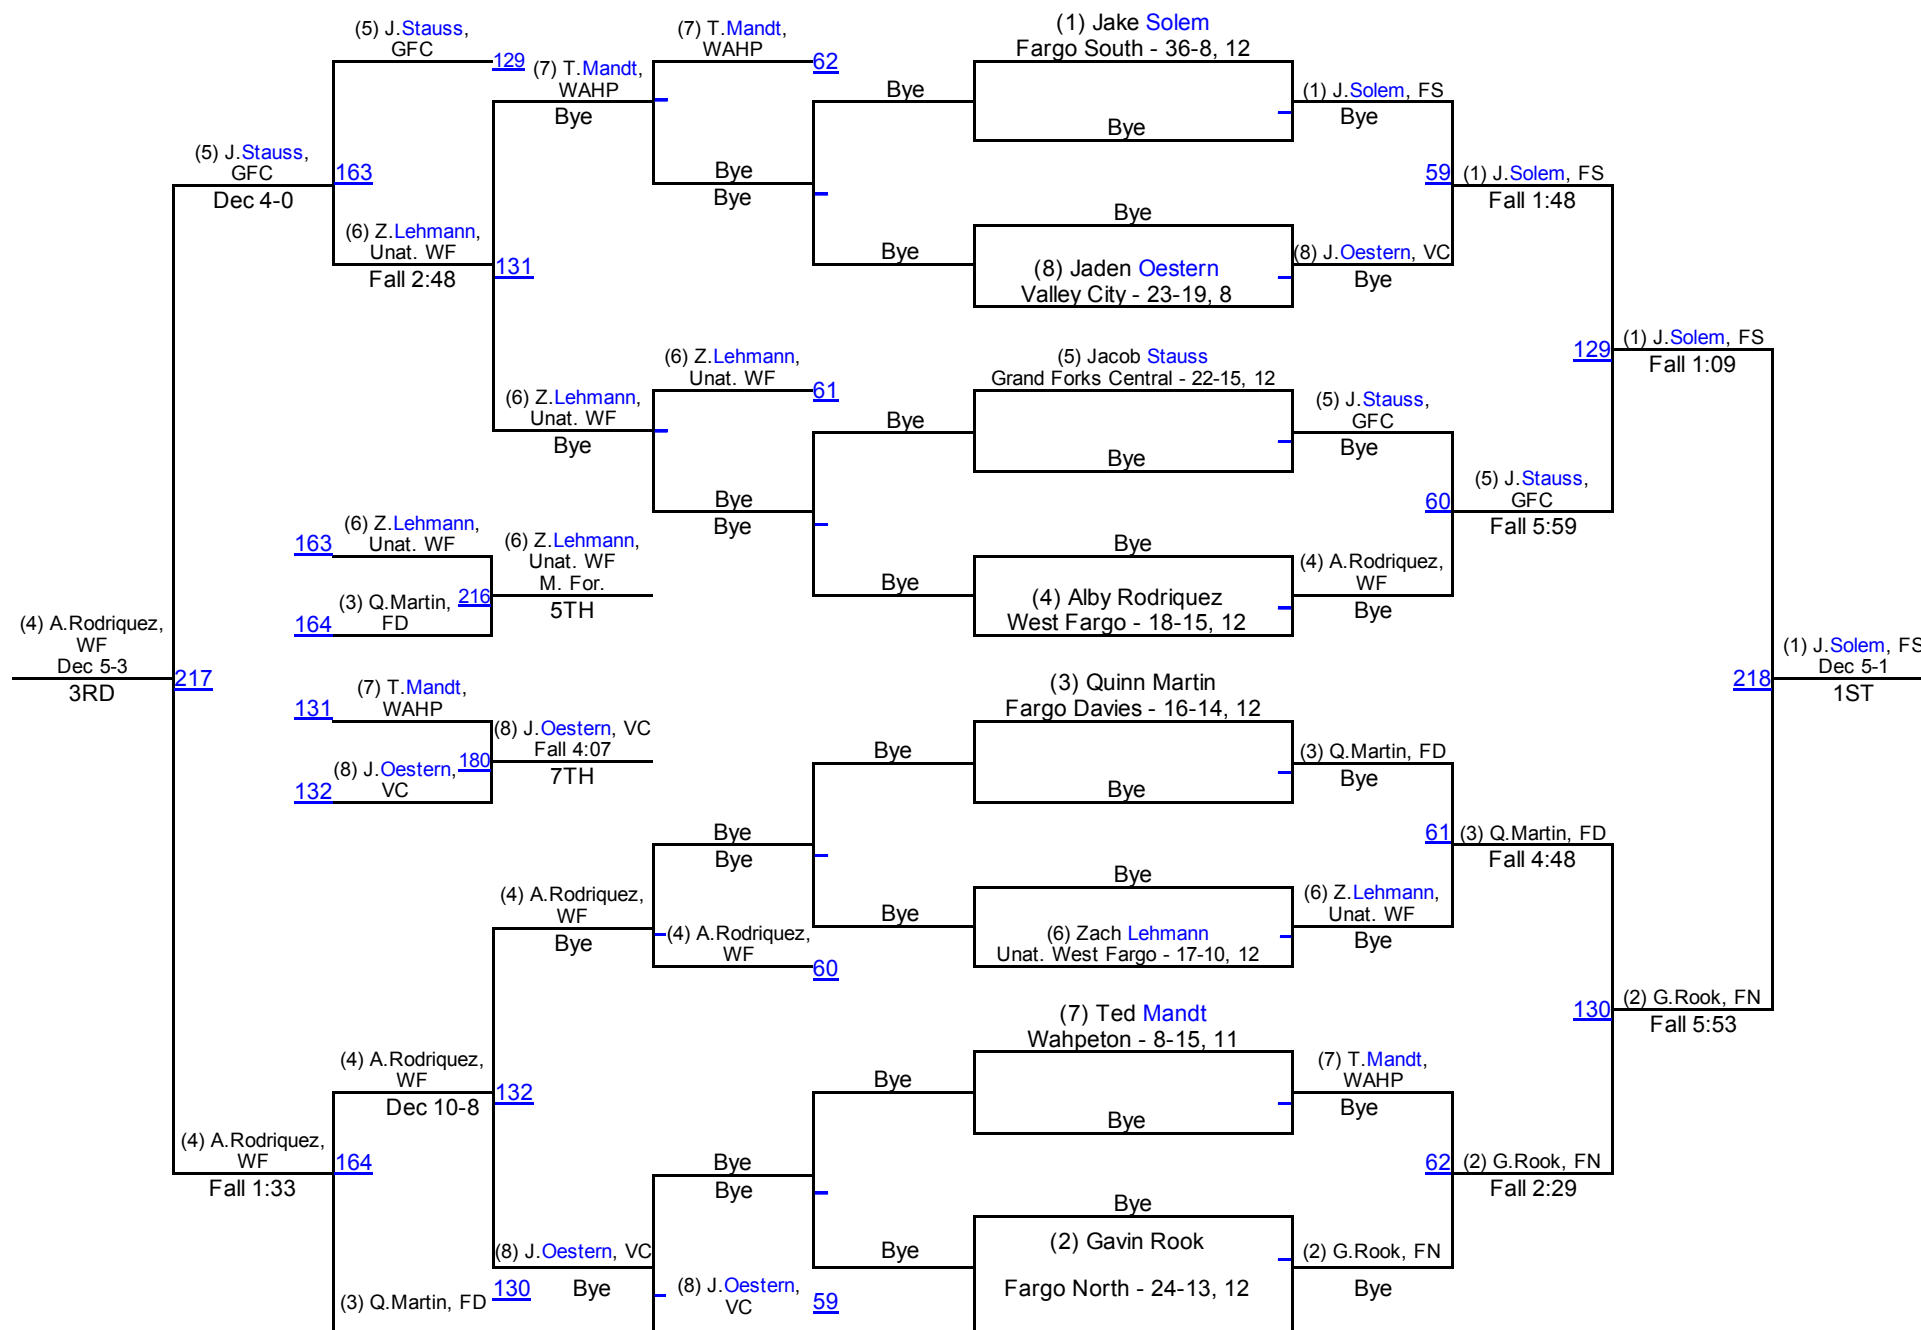 (5) J.Stauss,
GFC
129
(7) T.Mandt,
WAHP
62
(7) T.Mandt,
WAHP
Bye
(1) Jake Solem
Fargo South - 36-8, 12
Bye
Bye
(1) J.Solem, FS
Bye
(5) J.Stauss,
GFC
Dec 4-0
163
Bye
Bye
59
(1) J.Solem, FS
Fall 1:48
(6) Z.Lehmann,
Unat. WF
Fall 2:48
131
Bye
Bye
(8) Jaden Oestern
Valley City - 23-19, 8
(8) J.Oestern, VC
Bye
129
(1) J.Solem, FS
Fall 1:09
(6) Z.Lehmann,
Unat. WF
61
(6) Z.Lehmann,
Unat. WF
Bye
(5) Jacob Stauss
Grand Forks Central - 22-15, 12
Bye
Bye
(5) J.Stauss,
GFC
Bye
Bye
Bye
60
(5) J.Stauss,
GFC
Fall 5:59
163
(6) Z.Lehmann,
Unat. WF
164
(3) Q.Martin,
FD
216
(6) Z.Lehmann,
Unat. WF
M. For.
5TH
Bye
Bye
(4) Alby Rodriquez
West Fargo - 18-15, 12
(4) A.Rodriquez,
WF
Bye
(4) A.Rodriquez,
WF
Dec 5-3
3RD
217
218
(1) J.Solem, FS
Dec 5-1
1ST
131
(7) T.Mandt,
WAHP
132
(8) J.Oestern,
VC
180
(8) J.Oestern, VC
Fall 4:07
7TH
(3) Quinn Martin
Fargo Davies - 16-14, 12
Bye
Bye
(3) Q.Martin, FD
Bye
Bye
Bye
61
(3) Q.Martin, FD
Fall 4:48
(4) A.Rodriquez,
WF
Bye
(4) A.Rodriquez,
WF
60
Bye
Bye
(6) Zach Lehmann
Unat. West Fargo - 17-10, 12
(6) Z.Lehmann,
Unat. WF
Bye
130
(2) G.Rook, FN
Fall 5:53
(4) A.Rodriquez,
WF
Dec 10-8
132
(7) Ted Mandt
Wahpeton - 8-15, 11
Bye
Bye
(7) T.Mandt,
WAHP
Bye
(4) A.Rodriquez,
WF
Fall 1:33
164
Bye
Bye
62
(2) G.Rook, FN
Fall 2:29
(3) Q.Martin, FD
130
(8) J.Oestern, VC
Bye
(8) J.Oestern,
VC
59
Bye
Bye
(2) Gavin Rook
Fargo North - 24-13, 12
(2) G.Rook, FN
Bye